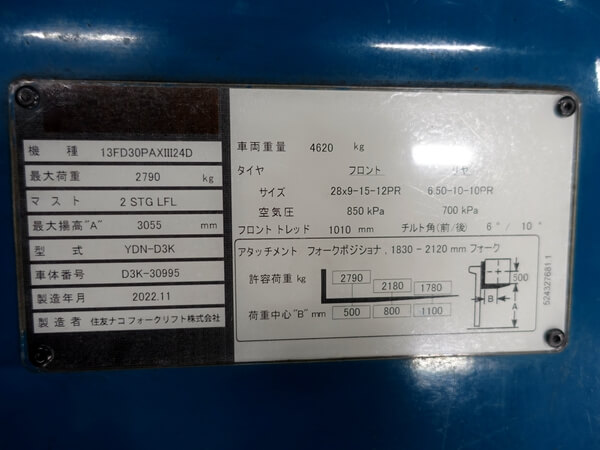 機 種 13FD30PAXIII24D
最大荷重 2790 kg
マスト 2 STG LFL
最大揚高"A" 3055 mm
型 式 YDN-D3K
車体番号 D3K-30995
製造年月 2022.11
製造者 住友ナコ フォークリフト株式会社
車両重量 4620 kg
タイヤ フロント リヤ
サイズ 28x9-15-12PR 6.50-10-10PR
空気圧 850 kPa 700 kPa
フロント トレッド 1010 mm チルト角(前/後) 6°/ 10°
アタッチメント フォークポジショナ , 1830 - 2120 mm フォーク
許容荷重 kg 2790 2180 1780
荷重中心"B" mm 500 800 1100
500
B
A
524327681.1